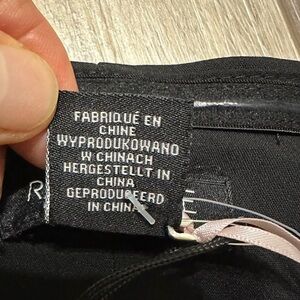 FABRIQUÉ EN
CHINE
WYPRODUKOWANO
W CHINACH
HERGESTELLT IN
CHINA
GEPRODUCEERD
IN CHINA
R